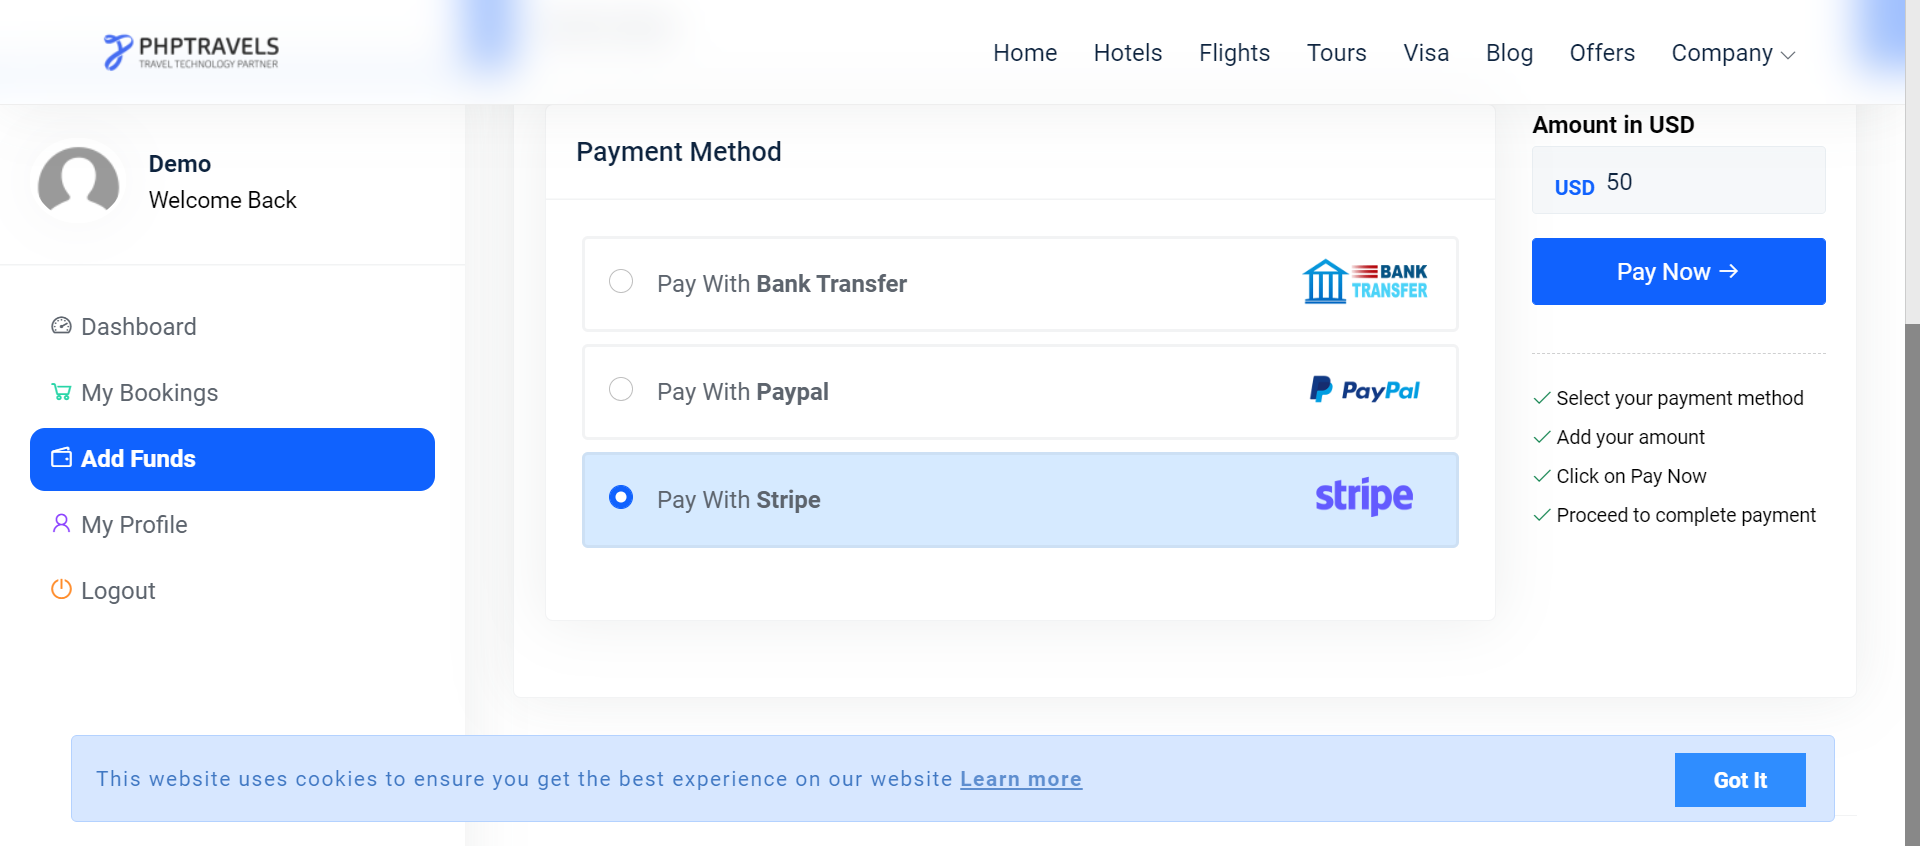 PHPTRAVELS
TRAVEL TECHNOLOGY PARTNER
Home Hotels Flights Tours Visa Blog Offers Company
Demo
Welcome Back
Dashboard
My Bookings
Add Funds
My Profile
Logout
Payment Method
Pay With Bank Transfer
BANK
TRANSFER
Pay With Paypal
PayPal
Pay With Stripe
stripe
Amount in USD
USD 50
Pay Now →
Select your payment method
Add your amount
Click on Pay Now
Proceed to complete payment
This website uses cookies to ensure you get the best experience on our website Learn more
Got It